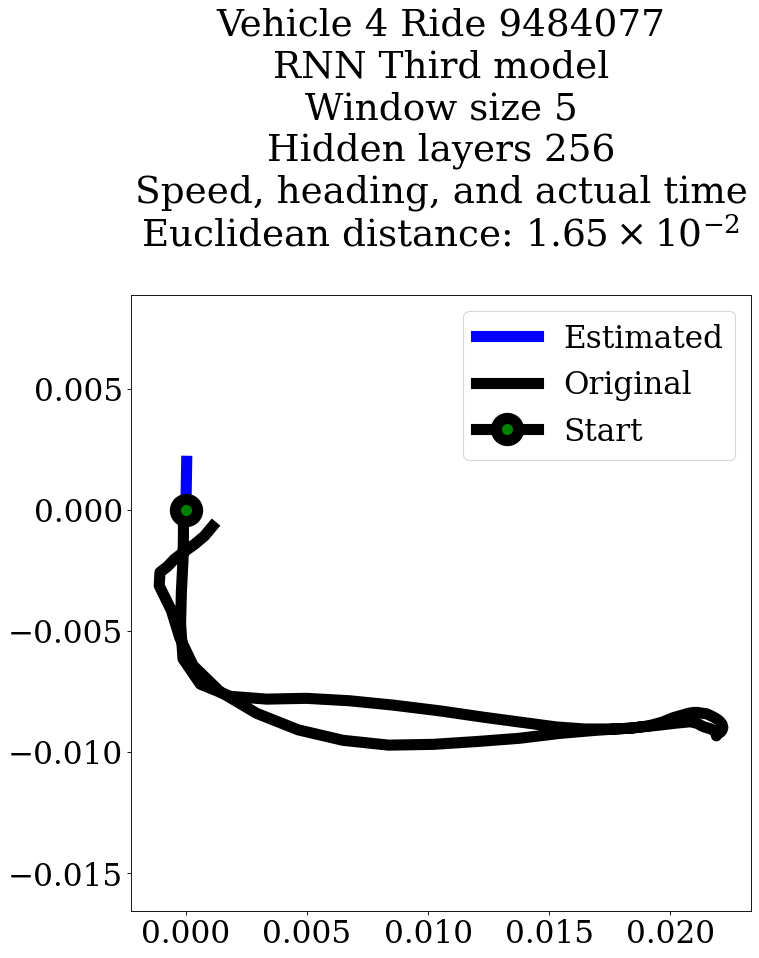 Vehicle 4 Ride 9484077
RNN Third model
Window size 5
Hidden layers 256
Speed, heading, and actual time
Euclidean distance: 1.65 × 10⁻²
Estimated
Original
Start
0.005
0.000
−0.005
−0.010
−0.015
0.000 0.005 0.010 0.015 0.020